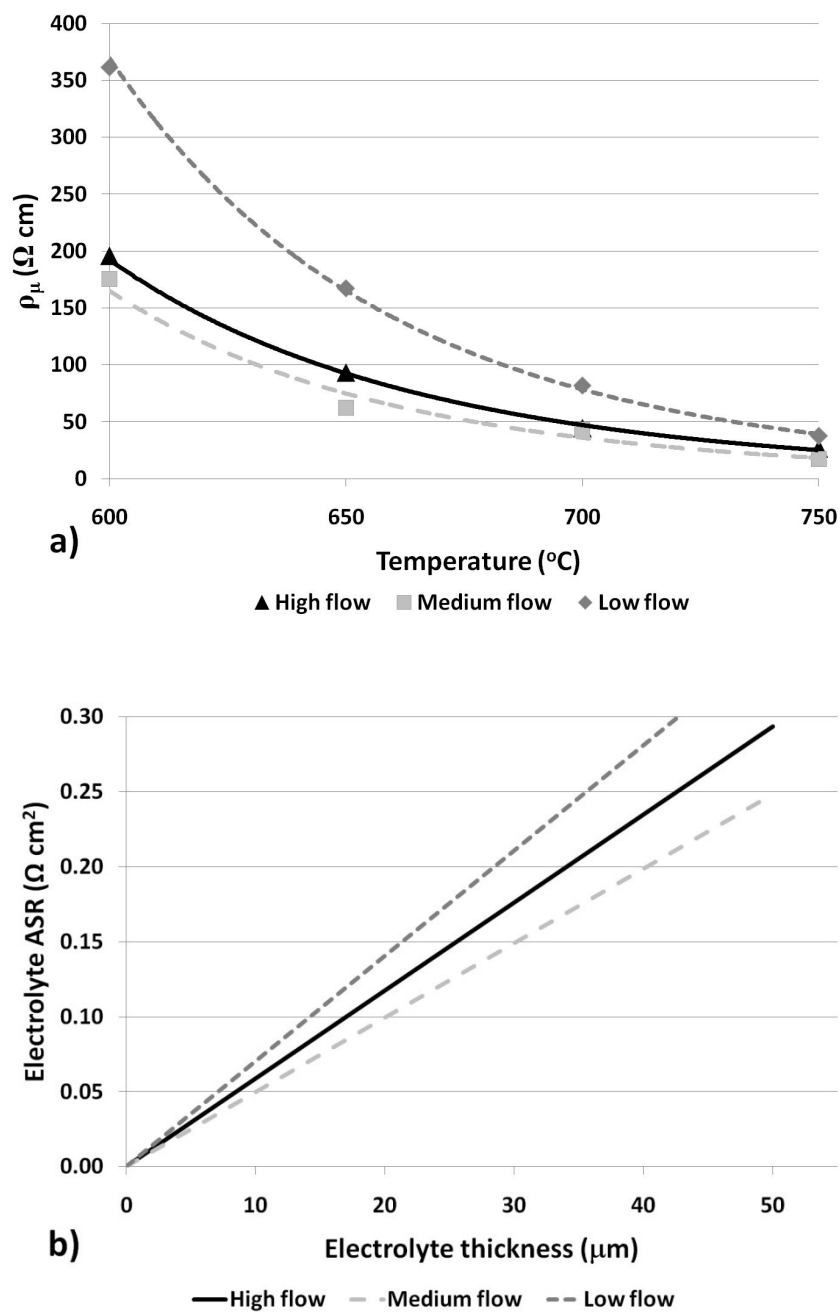 400
350
300
250
200
150
100
50
0
ρμ (Ω cm)
600 650 700 750
a)
Temperature (ºC)
High flow Medium flow Low flow
0.30
0.25
0.20
0.15
0.10
0.05
0.00
Electrolyte ASR (Ω cm²)
0 10 20 30 40 50
b)
Electrolyte thickness (μm)
High flow Medium flow Low flow